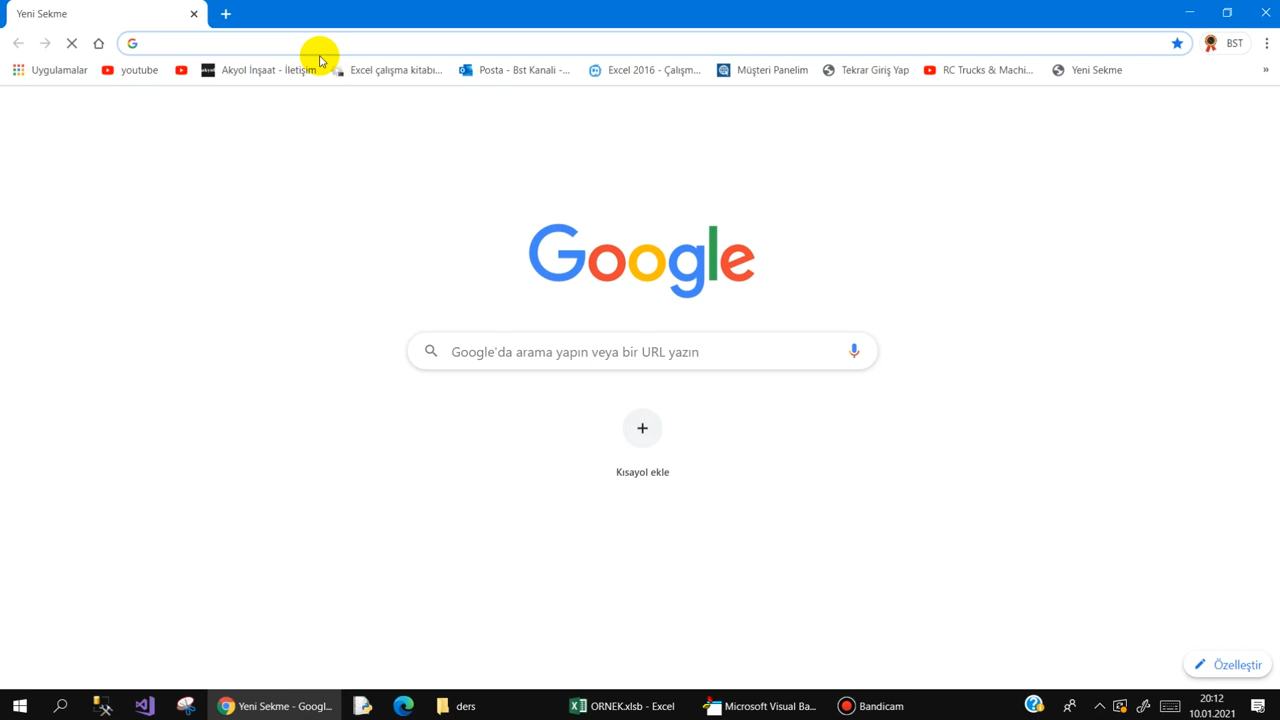 Yeni Sekme
BST
Uygulamalar
youtube
Akyol İnşaat - İletişim
Excel çalışma kitabı...
Posta - Bst Kanali -...
Excel 2016 - Çalışm...
Müşteri Panelim
Tekrar Giriş Yap
RC Trucks & Machi...
Yeni Sekme
»
Google
Google'da arama yapın veya bir URL yazın
Kısayol ekle
Özelleştir
Yeni Sekme - Googl...
ders
ORNEK.xlsb - Excel
Microsoft Visual Ba...
Bandicam
20:12
10.01.2021